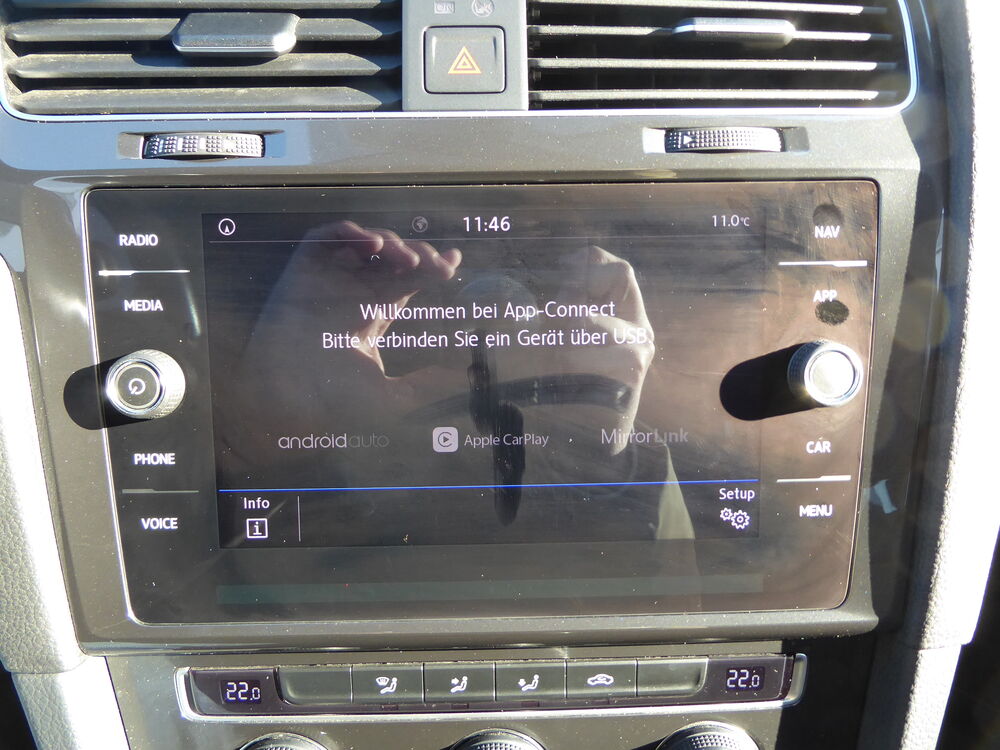 RADIO
MEDIA
PHONE
VOICE
11:46
11.0°C
Willkommen bei App-Connect
Bitte verbinden Sie ein Gerät über USB.
androidauto
Apple CarPlay
MirrorLink
Info
i
Setup
NAV
APP
CAR
MENU
22.0
22.0